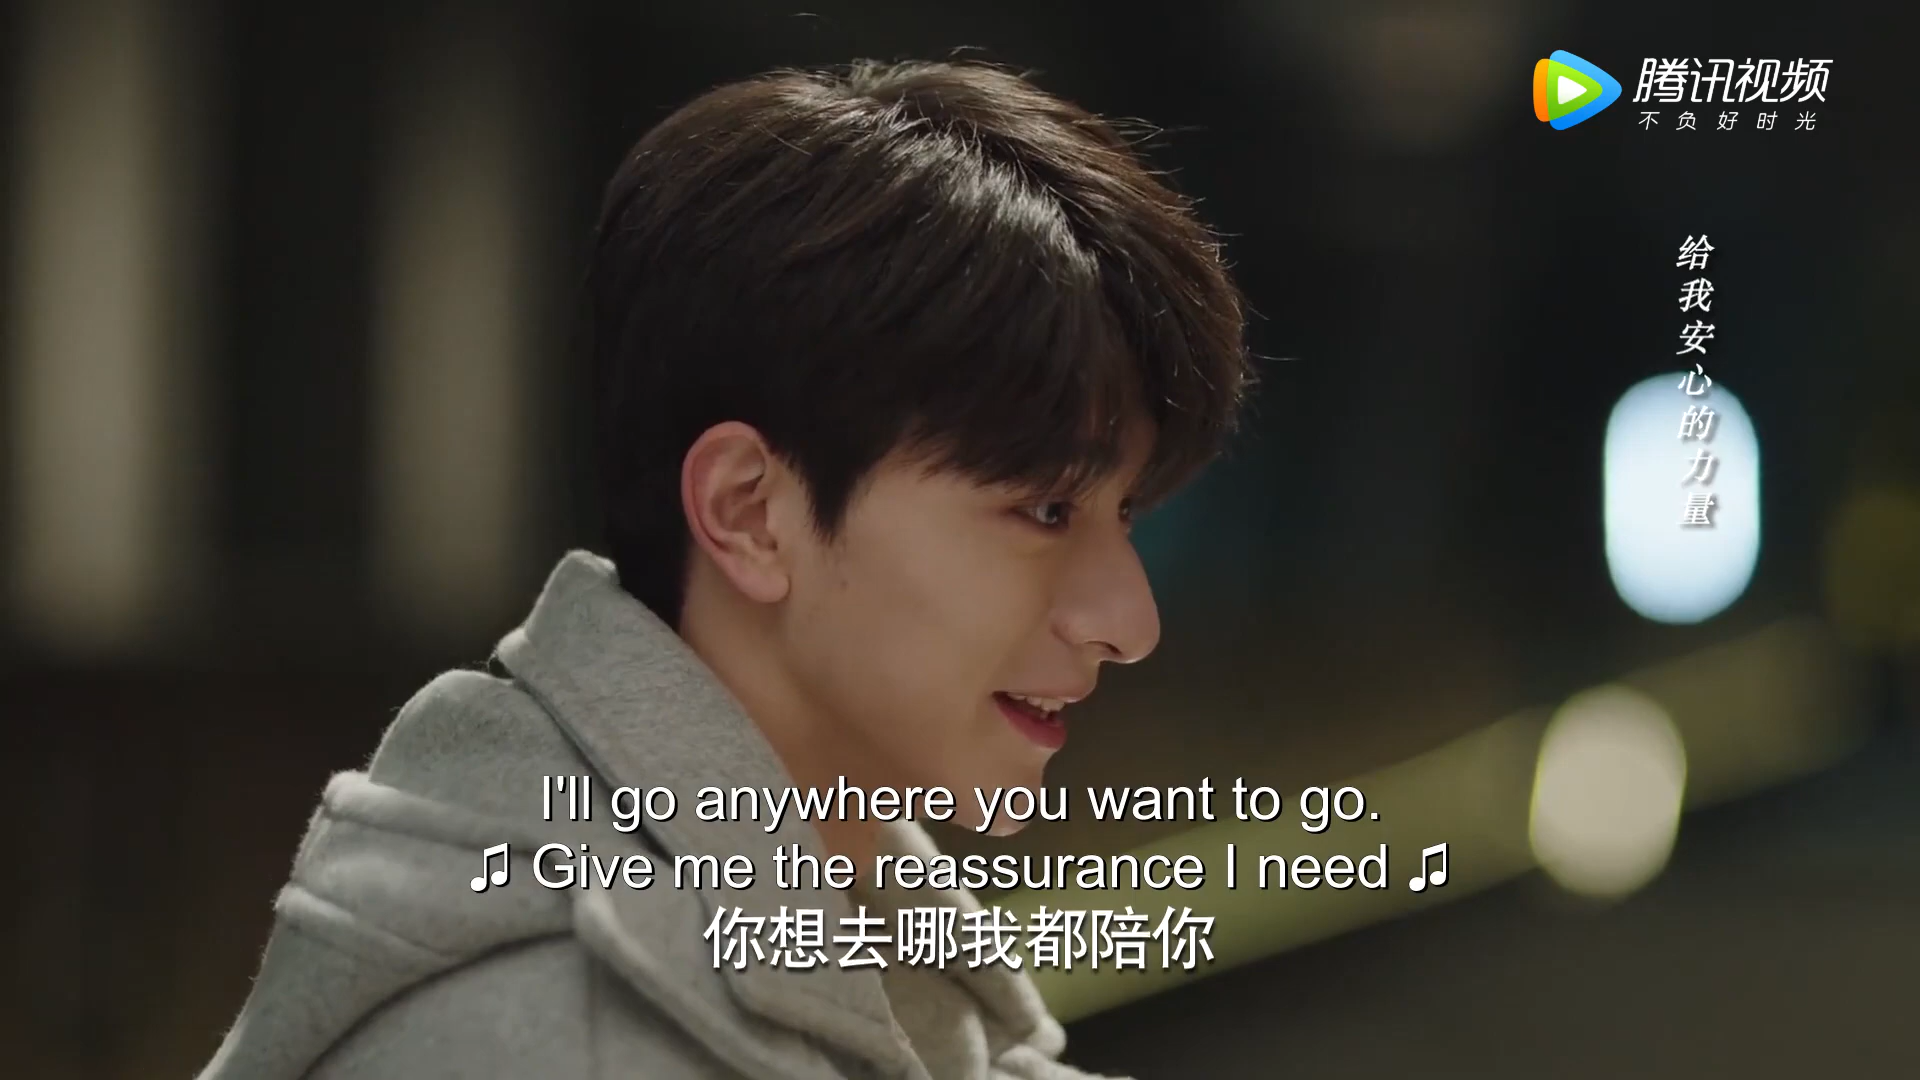 腾讯视频
不负好时光
给我安心的力量
I'll go anywhere you want to go.
♫ Give me the reassurance I need ♫
你想去哪我都陪你